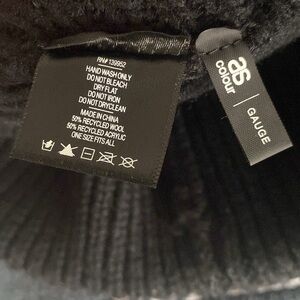 RN# 139952
HAND WASH ONLY
DO NOT BLEACH
DRY FLAT
DO NOT IRON
DO NOT DRYCLEAN
MADE IN CHINA
50% RECYCLED WOOL
50% RECYCLED ACRYLIC
ONE SIZE FITS ALL
as
colour
GAUGE